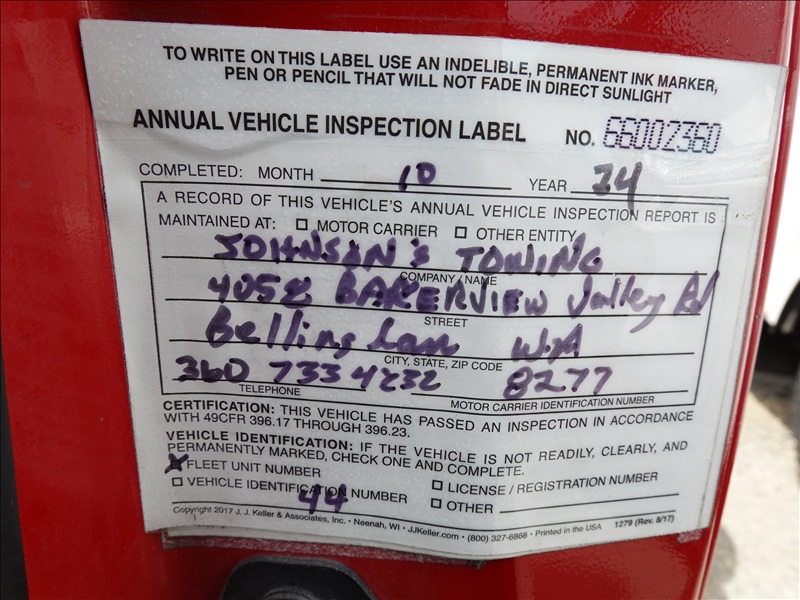 TO WRITE ON THIS LABEL USE AN INDELIBLE, PERMANENT INK MARKER,
PEN OR PENCIL THAT WILL NOT FADE IN DIRECT SUNLIGHT
ANNUAL VEHICLE INSPECTION LABEL NO. 66002360
COMPLETED: MONTH 10 YEAR 24
A RECORD OF THIS VEHICLE'S ANNUAL VEHICLE INSPECTION REPORT IS
MAINTAINED AT: ☐ MOTOR CARRIER ☐ OTHER ENTITY
JOHNSON'S TOWING
COMPANY NAME
4052 BAKERVIEW Valley Rd
STREET
Bellingham WA
CITY, STATE, ZIP CODE
360 733 4232 8277
TELEPHONE MOTOR CARRIER IDENTIFICATION NUMBER
CERTIFICATION: THIS VEHICLE HAS PASSED AN INSPECTION IN ACCORDANCE
WITH 49CFR 396.17 THROUGH 396.23.
VEHICLE IDENTIFICATION: IF THE VEHICLE IS NOT READILY, CLEARLY, AND
PERMANENTLY MARKED, CHECK ONE AND COMPLETE.
☒ FLEET UNIT NUMBER ☐ LICENSE / REGISTRATION NUMBER
☐ VEHICLE IDENTIFICATION NUMBER ☐ OTHER
44
Copyright 2017 J. J. Keller & Associates, Inc. • Neenah, WI • JJKeller.com • (800) 327-6868 • Printed in the USA 1279 (Rev. 8/17)